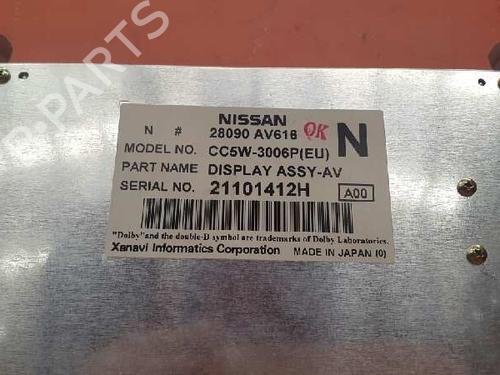 NISSAN
N # 28090 AV616 OK N
MODEL NO. CC5W-3006P(EU)
PART NAME DISPLAY ASSY-AV
SERIAL NO. 21101412H A00
"Dolby"and the double-D symbol are trademarks of Dolby Laboratories.
Xanavi Informatics Corporation MADE IN JAPAN (0)
PARTS